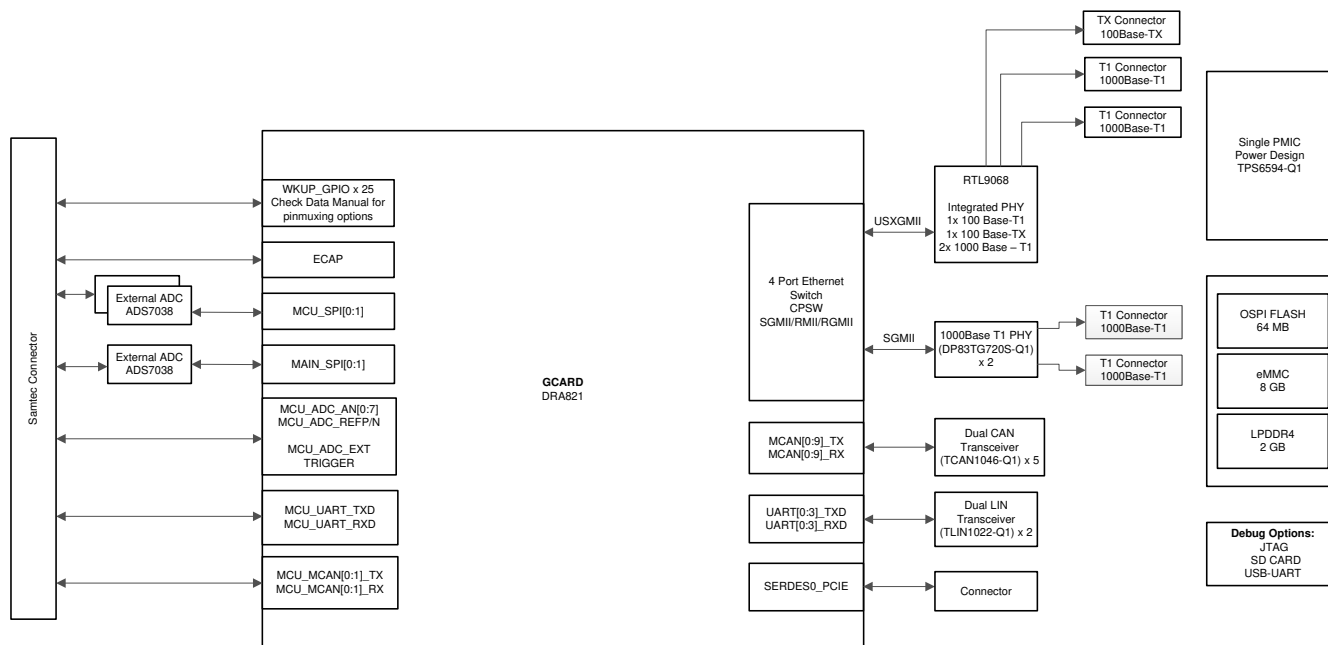 TX Connector
100Base-TX
T1 Connector
1000Base-T1
T1 Connector
1000Base-T1
Single PMIC
Power Design
TPS6594-Q1
Samtec Connector
WKUP_GPIO x 25
Check Data Manual for
pinmuxing options
ECAP
External ADC
ADS7038
MCU_SPI[0:1]
External ADC
ADS7038
MAIN_SPI[0:1]
MCU_ADC_AN[0:7]
MCU_ADC_REFP/N
MCU_ADC_EXT
TRIGGER
MCU_UART_TXD
MCU_UART_RXD
MCU_MCAN[0:1]_TX
MCU_MCAN[0:1]_RX
GCARD
DRA821
4 Port Ethernet
Switch
CPSW
SGMII/RMII/RGMII
USXGMII
RTL9068
Integrated PHY
1x 100 Base-T1
1x 100 Base-TX
2x 1000 Base – T1
SGMII
1000Base T1 PHY
(DP83TG720S-Q1)
x 2
T1 Connector
1000Base-T1
T1 Connector
1000Base-T1
MCAN[0:9]_TX
MCAN[0:9]_RX
Dual CAN
Transceiver
(TCAN1046-Q1) x 5
UART[0:3]_TXD
UART[0:3]_RXD
Dual LIN
Transceiver
(TLIN1022-Q1) x 2
SERDES0_PCIE
Connector
OSPI FLASH
64 MB
eMMC
8 GB
LPDDR4
2 GB
Debug Options:
JTAG
SD CARD
USB-UART